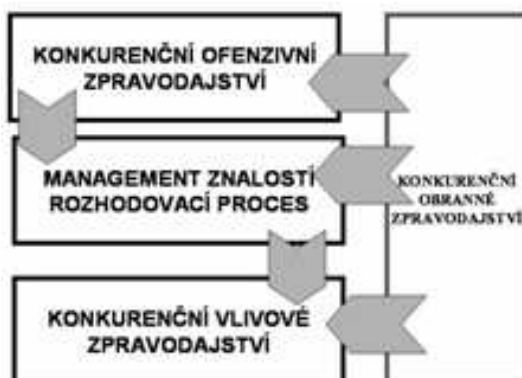 KONKURENČNÍ OFENZIVNÍ
ZPRAVODAJSTVÍ
MANAGEMENT ZNALOSTÍ
ROZHODOVACÍ PROCES
KONKURENČNÍ
OBRANNÉ
ZPRAVODAJSTVÍ
KONKURENČNÍ VLIVOVÉ
ZPRAVODAJSTVÍ